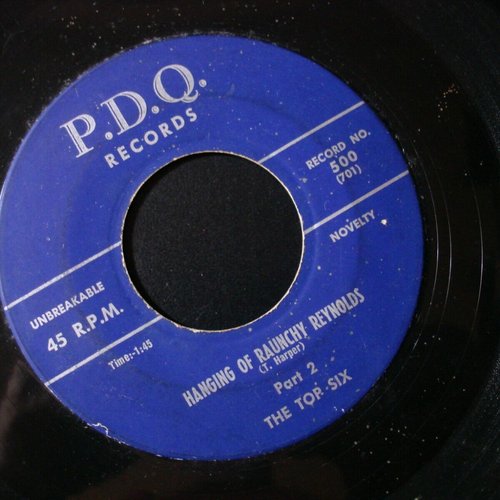 P.D.Q.
RECORDS
RECORD NO.
500
(701)
NOVELTY
UNBREAKABLE
45 R.P.M.
Time:-1:45
HANGING OF RAUNCHY REYNOLDS
(T. Harper)
Part 2
THE TOP SIX